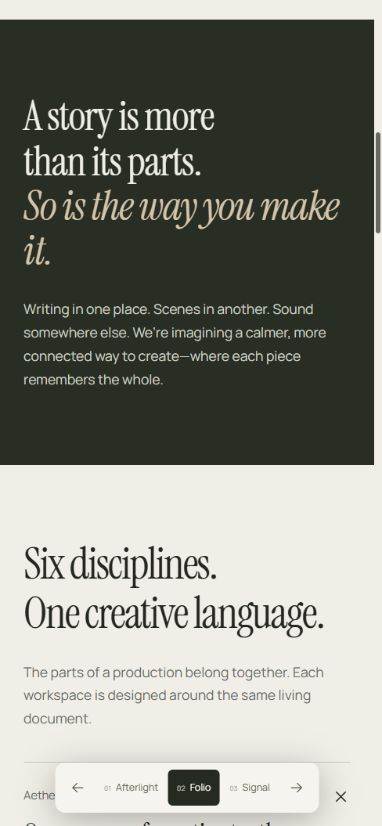 A story is more
than its parts.
So is the way you make
it.
Writing in one place. Scenes in another. Sound
somewhere else. We're imagining a calmer, more
connected way to create—where each piece
remembers the whole.
Six disciplines.
One creative language.
The parts of a production belong together. Each
workspace is designed around the same living
document.
Aethe
01 Afterlight
02 Folio
03 Signal